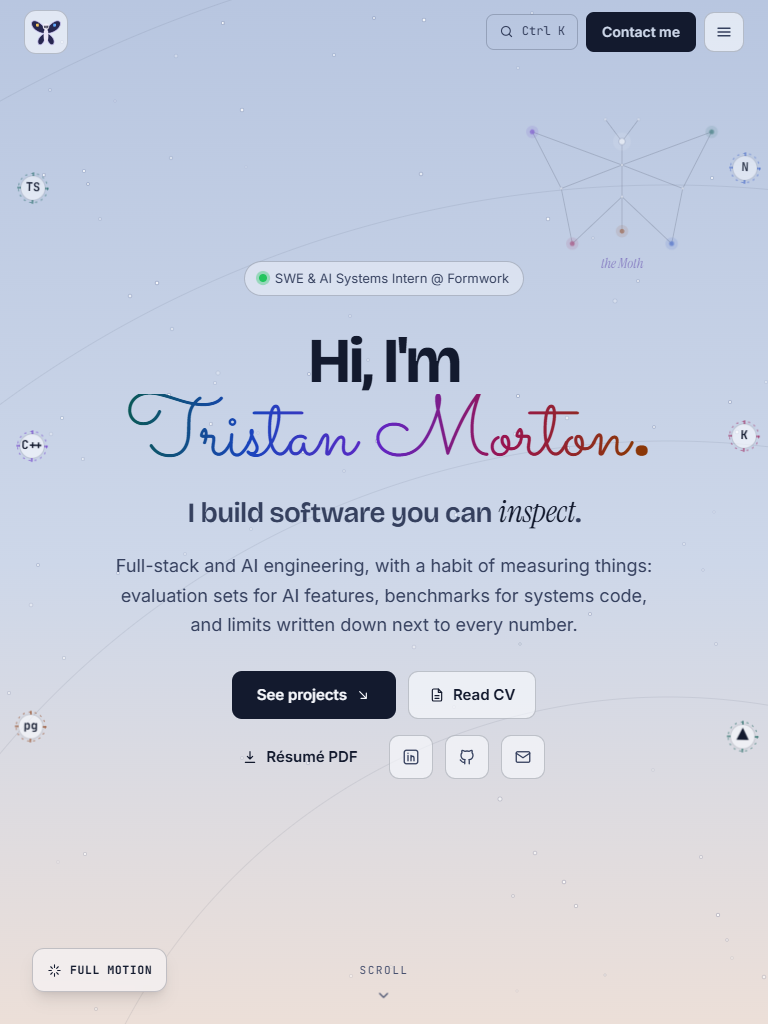 Ctrl K
Contact me
TS
N
the Moth
SWE & AI Systems Intern @ Formwork
Hi, I'm
Tristan Morton.
C++
K
I build software you can inspect.
Full-stack and AI engineering, with a habit of measuring things:
evaluation sets for AI features, benchmarks for systems code,
and limits written down next to every number.
See projects
Read CV
pg
Résumé PDF
in
FULL MOTION
SCROLL